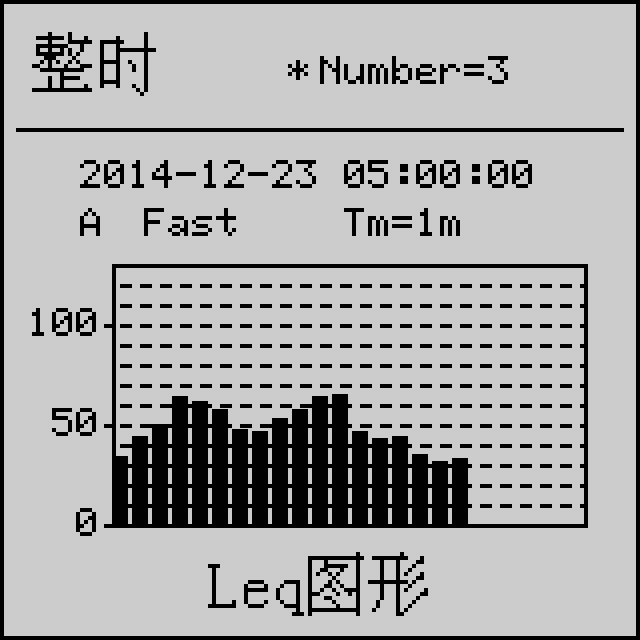 整时 *Number=3
2014-12-23 05:00:00
A Fast Tm=1m
100
50
0
Leq图形